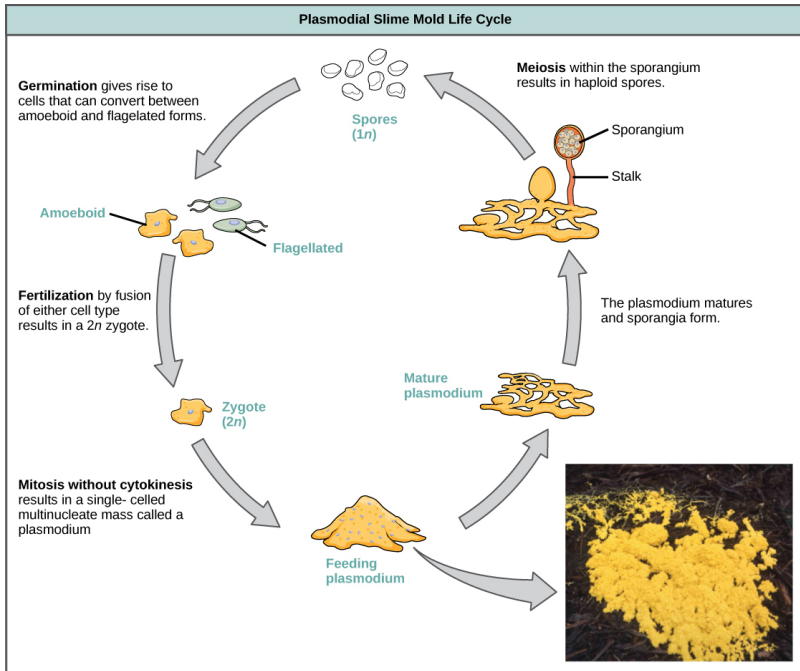 Plasmodial Slime Mold Life Cycle
Germination gives rise to
cells that can convert between
amoeboid and flagelated forms.
Spores
(1n)
Meiosis within the sporangium
results in haploid spores.
Sporangium
Stalk
Amoeboid
Flagellated
Fertilization by fusion
of either cell type
results in a 2n zygote.
The plasmodium matures
and sporangia form.
Zygote
(2n)
Mature
plasmodium
Mitosis without cytokinesis
results in a single- celled
multinucleate mass called a
plasmodium
Feeding
plasmodium